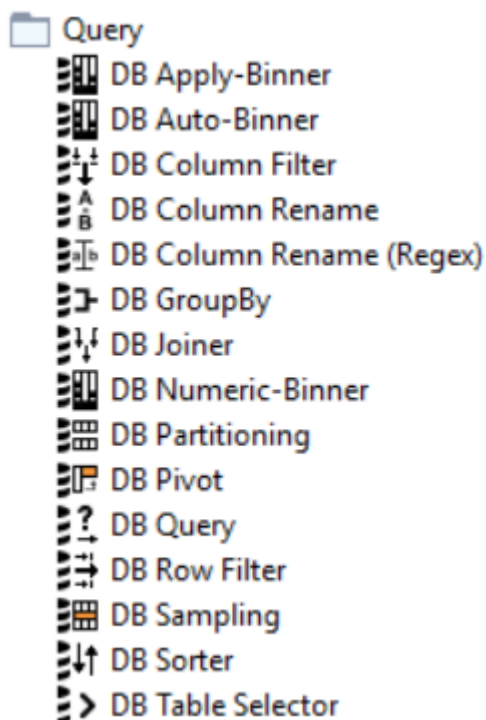 Query
DB Apply-Binner
DB Auto-Binner
DB Column Filter
DB Column Rename
DB Column Rename (Regex)
DB GroupBy
DB Joiner
DB Numeric-Binner
DB Partitioning
DB Pivot
DB Query
DB Row Filter
DB Sampling
DB Sorter
DB Table Selector